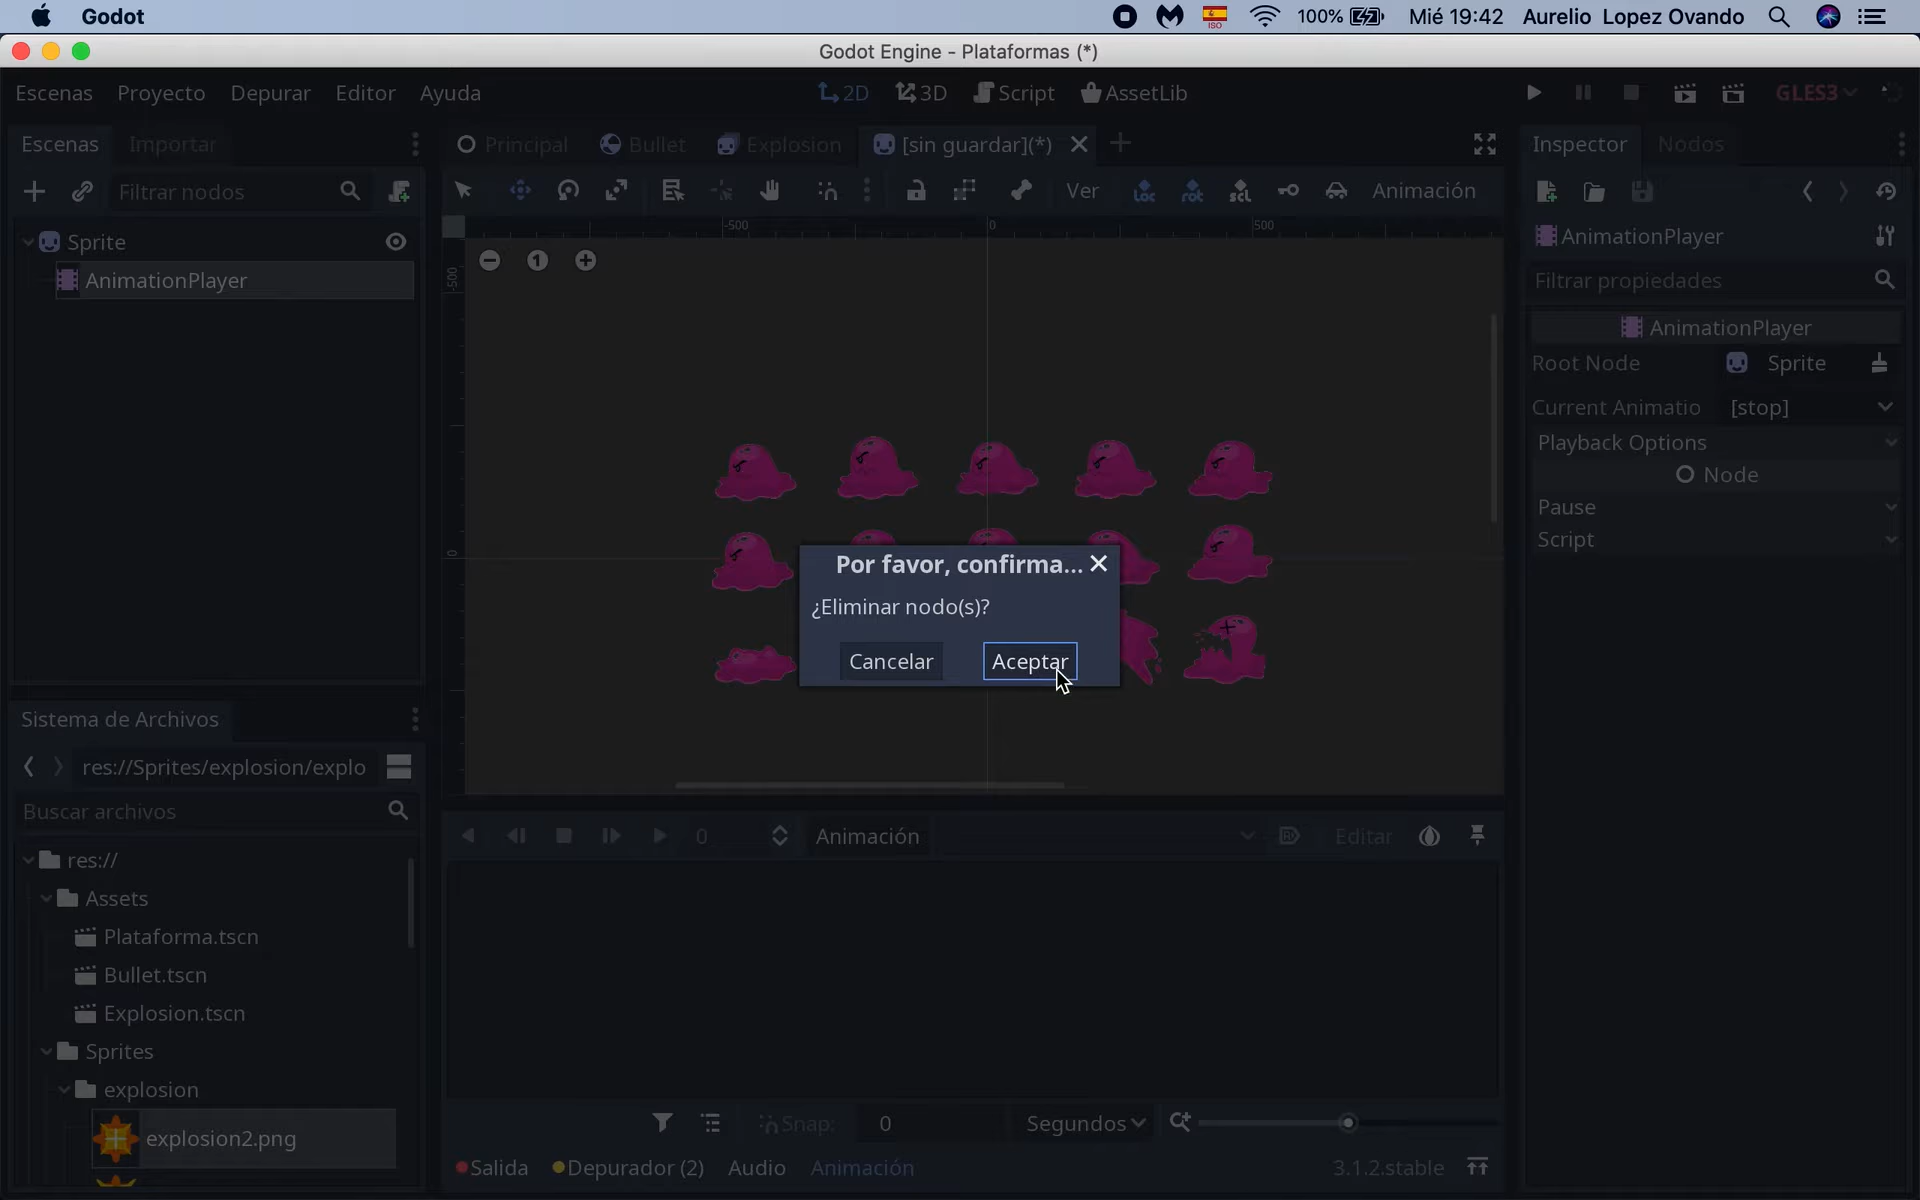 Godot
ISO
100%
Mié 19:42
Aurelio Lopez Ovando
Godot Engine - Plataformas (*)
Escenas Proyecto Depurar Editor Ayuda
2D 3D Script AssetLib
GLES3
Escenas Importar
Principal Bullet Explosion [sin guardar](*)
Inspector Nodos
Filtrar nodos
Ver Animación
Sprite
AnimationPlayer
-500 0 500
-500
0
1
AnimationPlayer
Filtrar propiedades
AnimationPlayer
Root Node Sprite
Current Animatio [stop]
Playback Options
Node
Pause
Script
Por favor, confirma...
¿Eliminar nodo(s)?
Cancelar Aceptar
Sistema de Archivos
res://Sprites/explosion/explo
Buscar archivos
res://
Assets
Plataforma.tscn
Bullet.tscn
Explosion.tscn
Sprites
explosion
explosion2.png
0 Animación Editar
Snap: 0 Segundos
Salida Depurador (2) Audio Animación
3.1.2.stable